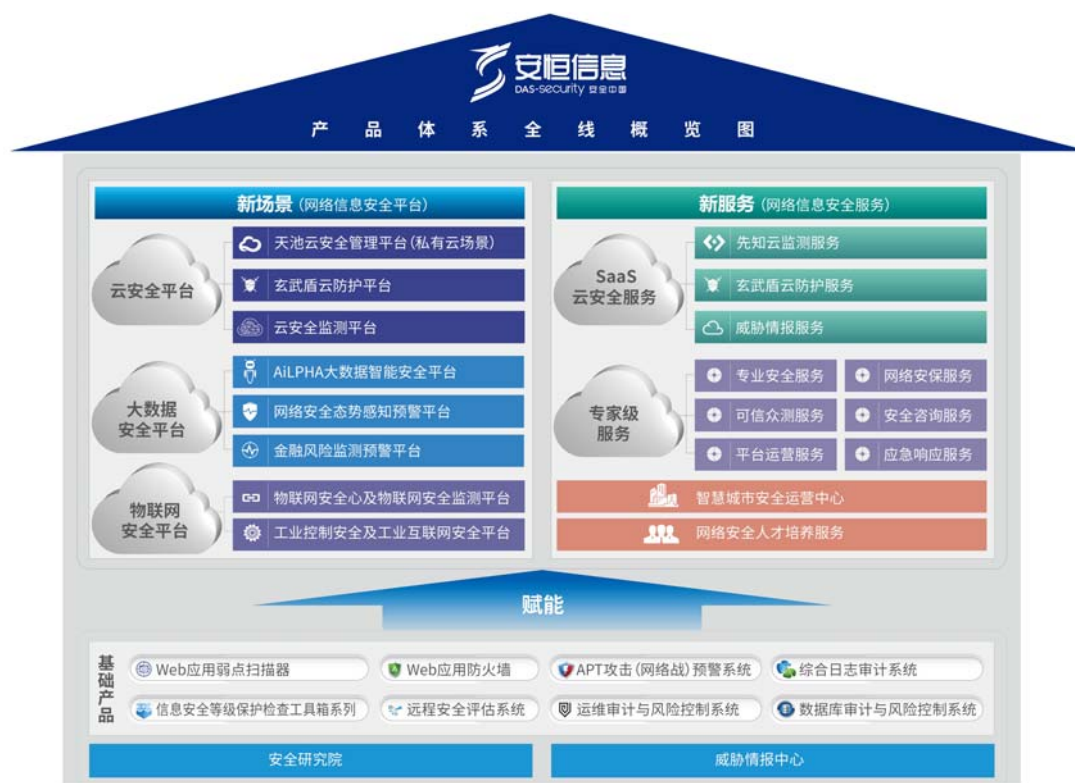 安恒信息
DAS-security 安全中国
产品体系全线概览图
新场景(网络信息安全平台)
云安全平台
天池云安全管理平台(私有云场景)
玄武盾云防护平台
云安全监测平台
大数据
安全平台
AiLPHA大数据智能安全平台
网络安全态势感知预警平台
金融风险监测预警平台
物联网
安全平台
物联网安全心及物联网安全监测平台
工业控制安全及工业互联网安全平台
新服务(网络信息安全服务)
SaaS
云安全服务
先知云监测服务
玄武盾云防护服务
威胁情报服务
专家级
服务
专业安全服务
网络安保服务
可信众测服务
安全咨询服务
平台运营服务
应急响应服务
智慧城市安全运营中心
网络安全人才培养服务
赋能
基础产品
Web应用弱点扫描器
Web应用防火墙
APT攻击(网络战)预警系统
综合日志审计系统
信息安全等级保护检查工具箱系列
远程安全评估系统
运维审计与风险控制系统
数据库审计与风险控制系统
安全研究院
威胁情报中心